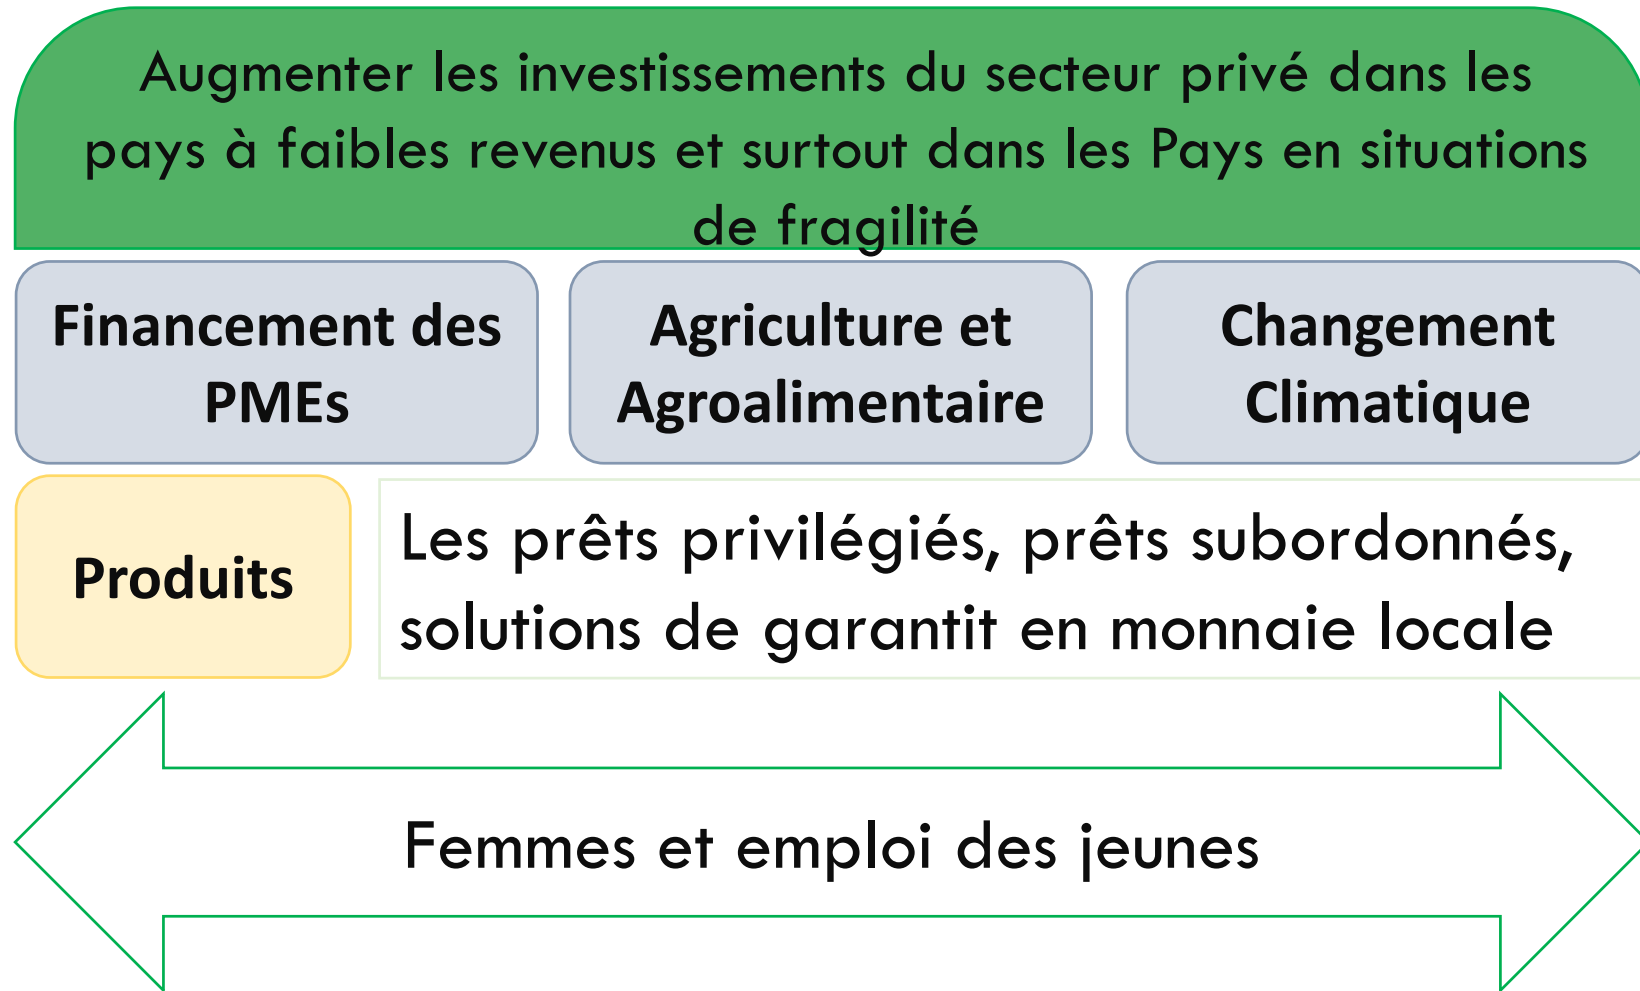 Augmenter les investissements du secteur privé dans les
pays à faibles revenus et surtout dans les Pays en situations
de fragilité
Financement des
PMEs
Agriculture et
Agroalimentaire
Changement
Climatique
Produits
Les prêts privilégiés, prêts subordonnés,
solutions de garantit en monnaie locale
Femmes et emploi des jeunes